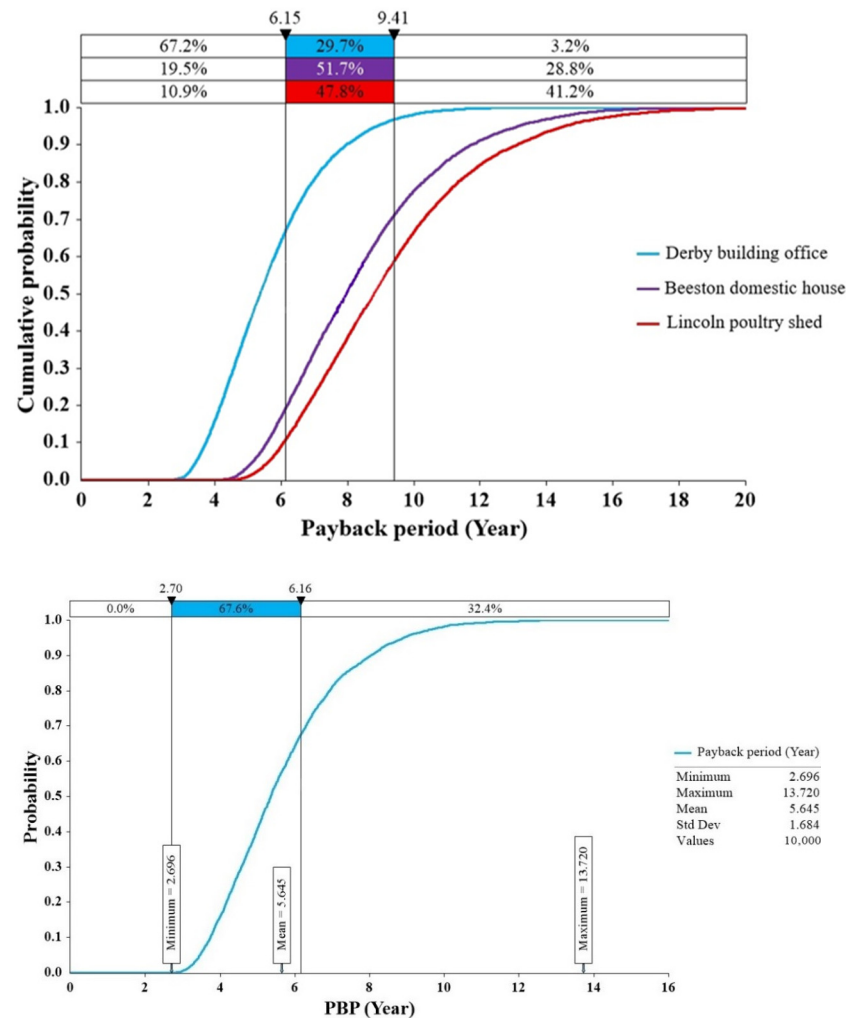 6.15 9.41
67.2% 29.7% 3.2%
19.5% 51.7% 28.8%
10.9% 47.8% 41.2%
1.0
0.9
0.8
0.7
0.6
0.5
0.4
0.3
0.2
0.1
0.0
Cumulative probability
Derby building office
Beeston domestic house
Lincoln poultry shed
0 2 4 6 8 10 12 14 16 18 20
Payback period (Year)
2.70 6.16
0.0% 67.6% 32.4%
1.0
0.9
0.8
0.7
0.6
0.5
0.4
0.3
0.2
0.1
0.0
Probability
Minimum = 2.696
Mean = 5.645
Maximum = 13.720
Payback period (Year)
Minimum 2.696
Maximum 13.720
Mean 5.645
Std Dev 1.684
Values 10,000
0 2 4 6 8 10 12 14 16
PBP (Year)